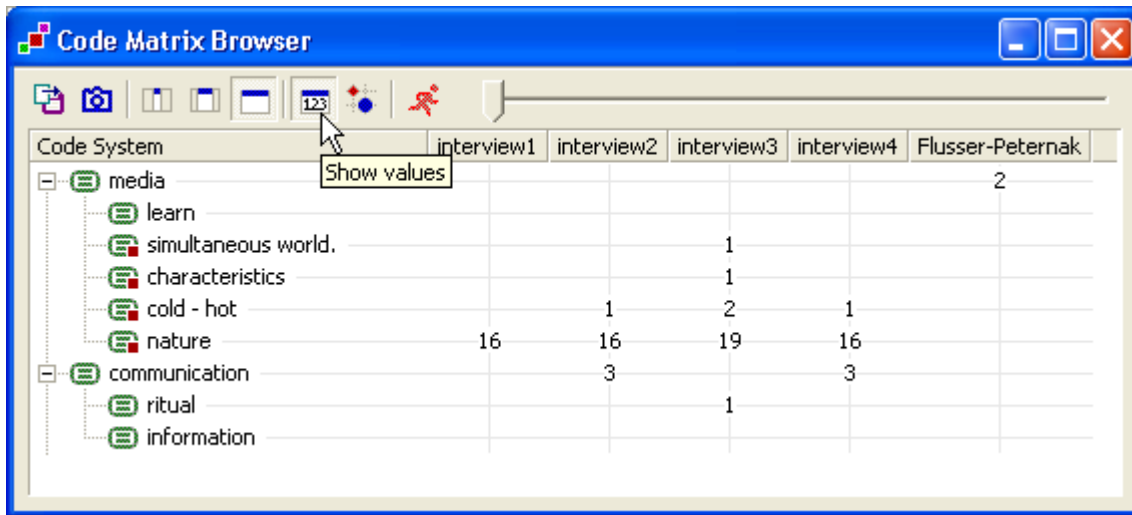 Code Matrix Browser
123
Code System interview1 interview2 interview3 interview4 Flusser-Peternak
Show values
media 2
learn
simultaneous world. 1
characteristics 1
cold - hot 1 2 1
nature 16 16 19 16
communication 3 3
ritual 1
information